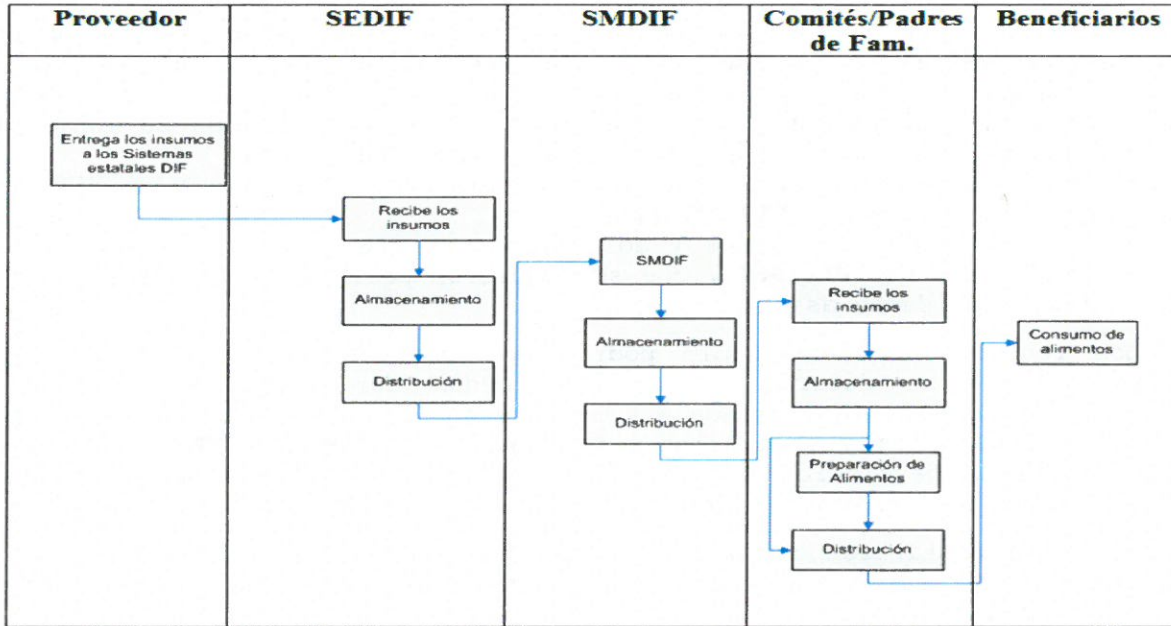 Proveedor
SEDIF
SMDIF
Comités/Padres
de Fam.
Beneficiarios
Entrega los insumos
a los Sistemas
estatales DIF
Recibe los
insumos
Almacenamiento
Distribución
SMDIF
Almacenamiento
Distribución
Recibe los
insumos
Almacenamiento
Preparación de
Alimentos
Distribución
Consumo de
alimentos